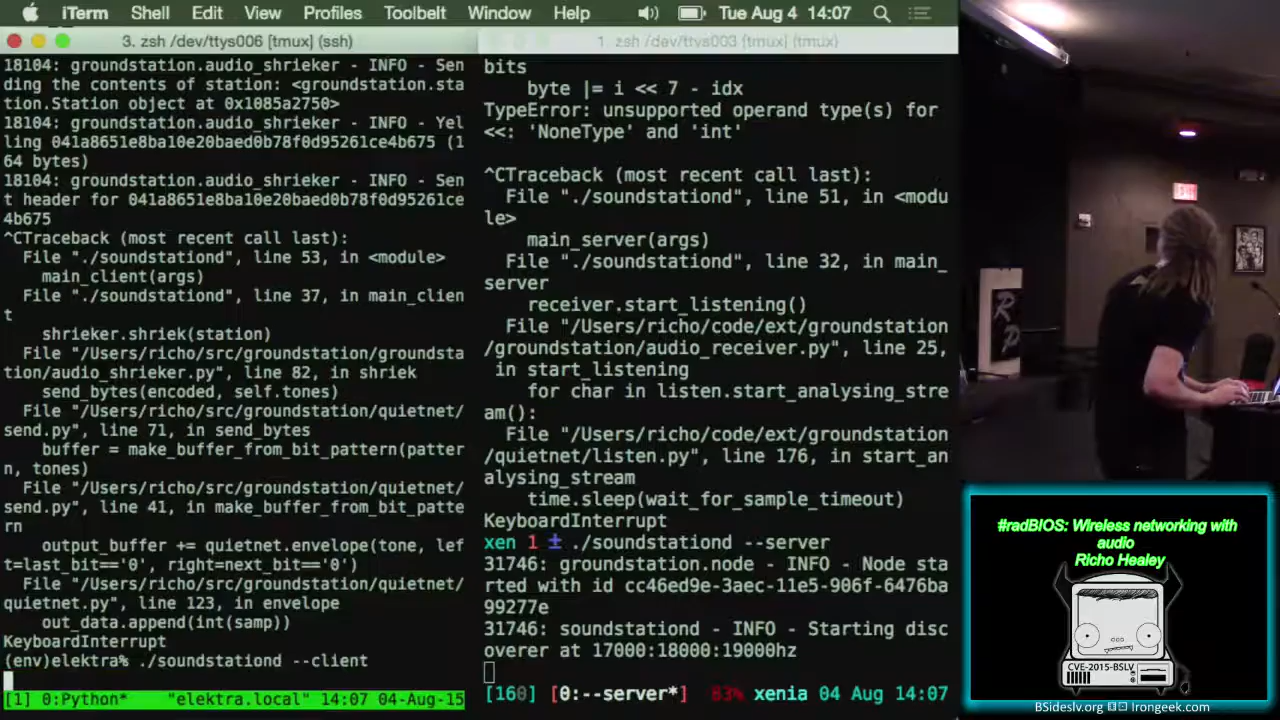 iTerm Shell Edit View Profiles Toolbelt Window Help Tue Aug 4 14:07
3. zsh /dev/ttys006 [tmux] (ssh)
1. zsh /dev/ttys003 [tmux] (tmux)
18104: groundstation.audio_shrieker - INFO - Sen
ding the contents of station: <groundstation.sta
tion.Station object at 0x1085a2750>
18104: groundstation.audio_shrieker - INFO - Yel
ling 041a8651e8ba10e20baed0b78f0d95261ce4b675 (1
64 bytes)
18104: groundstation.audio_shrieker - INFO - Sen
t header for 041a8651e8ba10e20baed0b78f0d95261ce
4b675
^CTraceback (most recent call last):
File "./soundstationd", line 53, in <module>
main_client(args)
File "./soundstationd", line 37, in main_clien
t
shrieker.shriek(station)
File "/Users/richo/src/groundstation/groundsta
tion/audio_shrieker.py", line 82, in shriek
send_bytes(encoded, self.tones)
File "/Users/richo/src/groundstation/quietnet/
send.py", line 71, in send_bytes
buffer = make_buffer_from_bit_pattern(patter
n, tones)
File "/Users/richo/src/groundstation/quietnet/
send.py", line 41, in make_buffer_from_bit_patte
rn
output_buffer += quietnet.envelope(tone, lef
t=last_bit=='0', right=next_bit=='0')
File "/Users/richo/src/groundstation/quietnet/
quietnet.py", line 123, in envelope
out_data.append(int(samp))
KeyboardInterrupt
(env)elektra% ./soundstationd --client
[1] 0:Python* "elektra.local" 14:07 04-Aug-15
bits
byte |= i << 7 - idx
TypeError: unsupported operand type(s) for
<<: 'NoneType' and 'int'
^CTraceback (most recent call last):
File "./soundstationd", line 51, in <modu
le>
main_server(args)
File "./soundstationd", line 32, in main_
server
receiver.start_listening()
File "/Users/richo/code/ext/groundstation
/groundstation/audio_receiver.py", line 25,
in start_listening
for char in listen.start_analysing_stre
am():
File "/Users/richo/code/ext/groundstation
/quietnet/listen.py", line 176, in start_an
alysing_stream
time.sleep(wait_for_sample_timeout)
KeyboardInterrupt
xen 1 ± ./soundstationd --server
31746: groundstation.node - INFO - Node sta
rted with id cc46ed9e-3aec-11e5-906f-6476ba
99277e
31746: soundstationd - INFO - Starting disc
overer at 17000:18000:19000hz
[160] [0:--server*] 83% xenia 04 Aug 14:07
EXIT
#radBIOS: Wireless networking with
audio
Richo Healey
CVE-2015-BSLV
BSideslv.org Irongeek.com